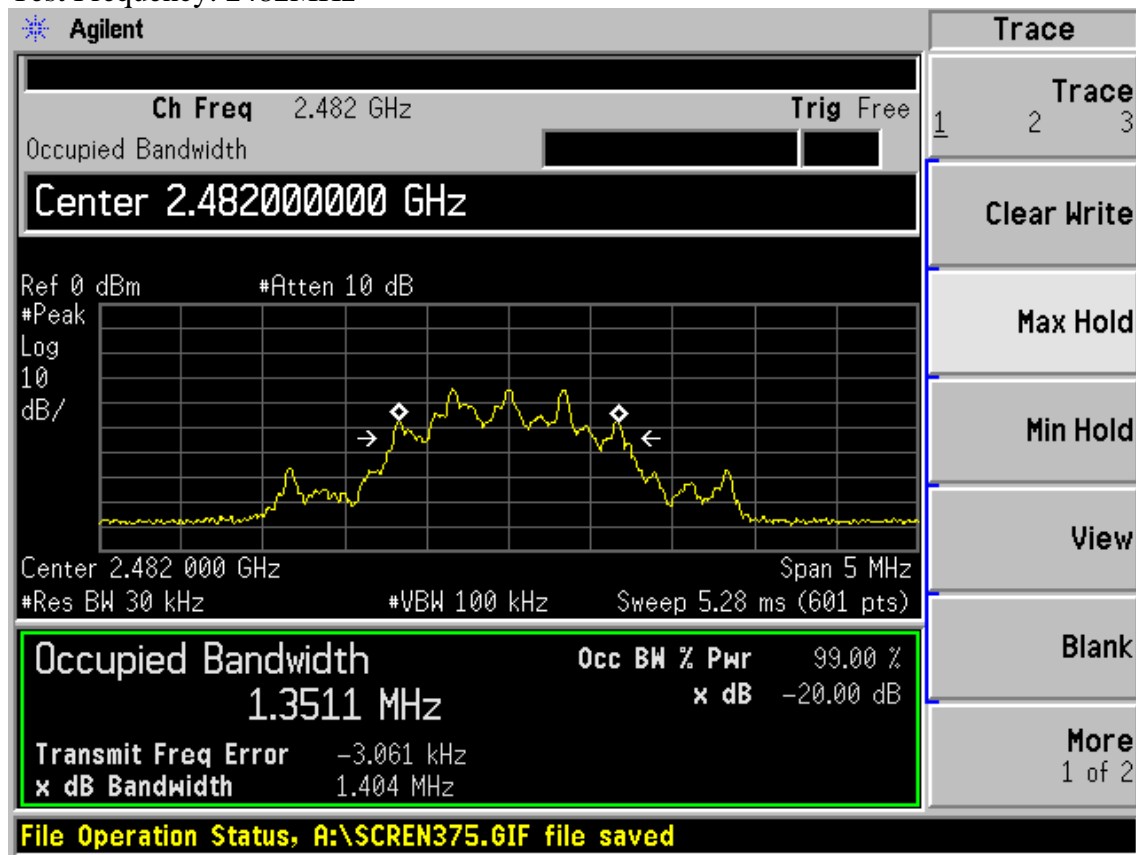 Agilent
Trace
Ch Freq 2.482 GHz Trig Free
Occupied Bandwidth
Center 2.482000000 GHz
Ref 0 dBm #Atten 10 dB
#Peak
Log
10
dB/
Center 2.482 000 GHz Span 5 MHz
#Res BW 30 kHz #VBW 100 kHz Sweep 5.28 ms (601 pts)
Occupied Bandwidth
1.3511 MHz
Occ BW % Pwr 99.00 %
x dB -20.00 dB
Transmit Freq Error -3.061 kHz
x dB Bandwidth 1.404 MHz
File Operation Status, A:\SCREN375.GIF file saved
Trace
1 2 3
Clear Write
Max Hold
Min Hold
View
Blank
More
1 of 2